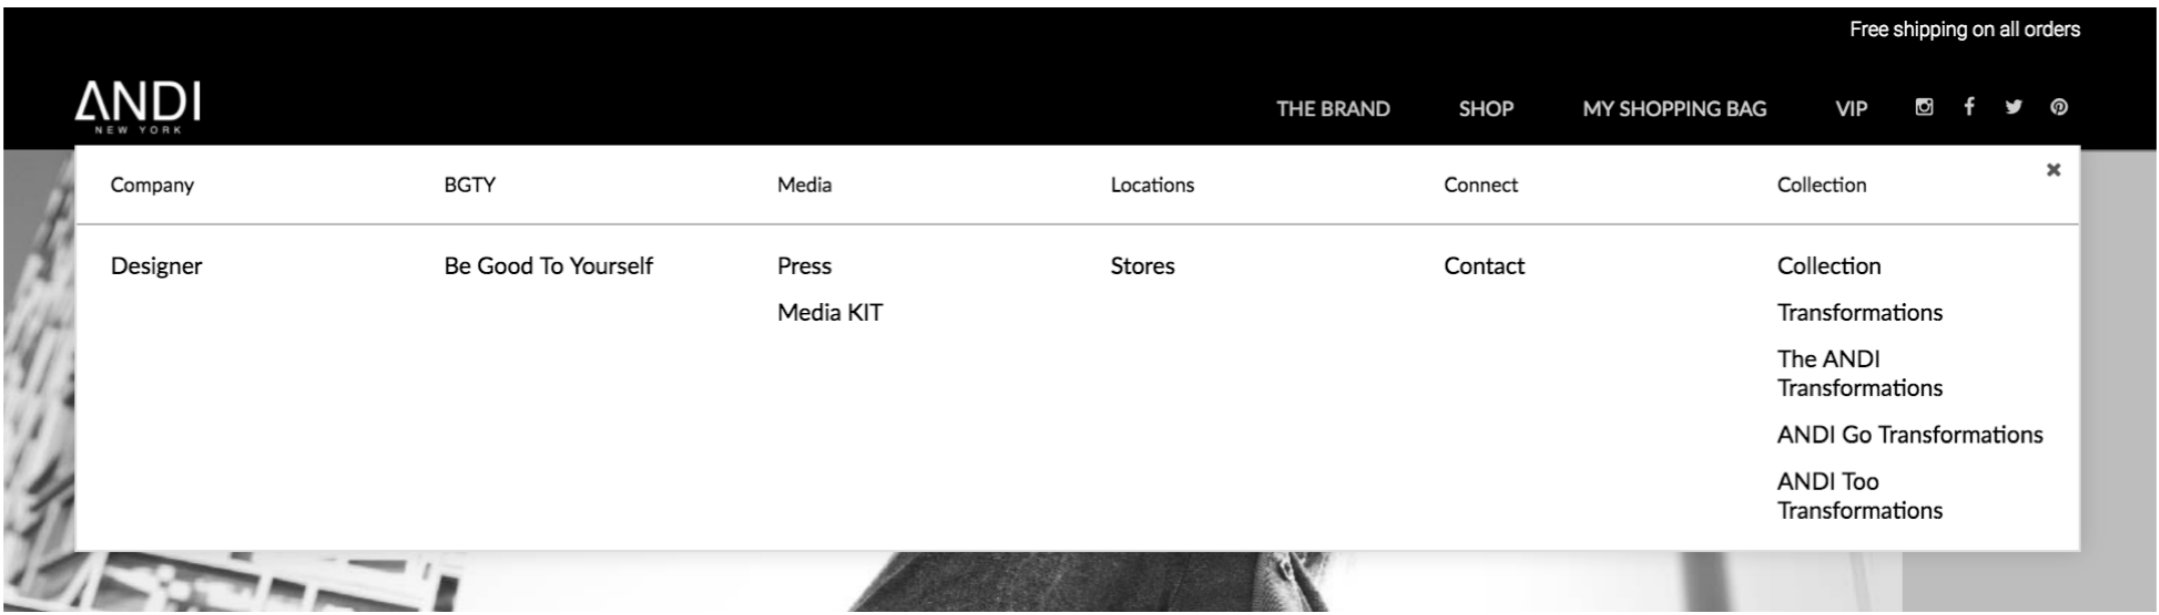 Free shipping on all orders
ANDI
NEW YORK
THE BRAND SHOP MY SHOPPING BAG VIP
Company BGTY Media Locations Connect Collection
Designer Be Good To Yourself Press Stores Contact Collection
Media KIT Transformations
The ANDI
Transformations
ANDI Go Transformations
ANDI Too
Transformations